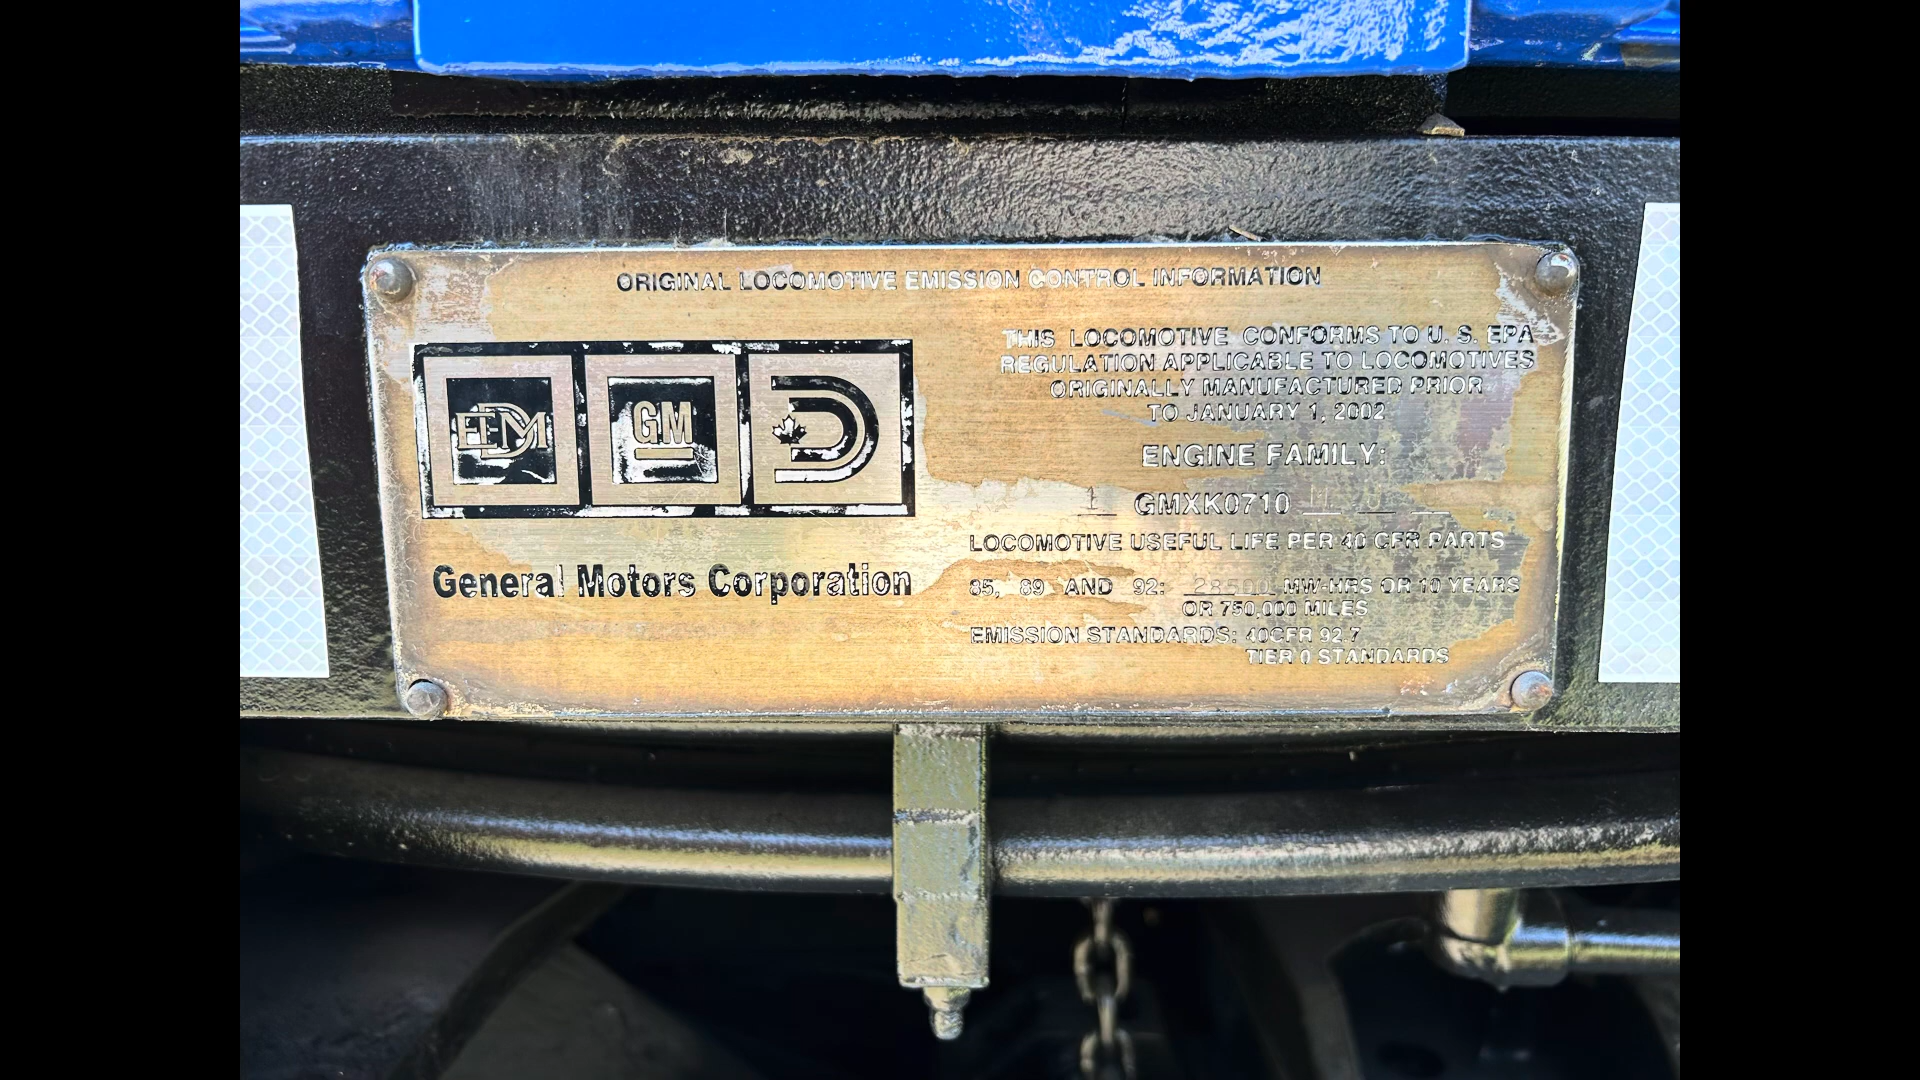 ORIGINAL LOCOMOTIVE EMISSION CONTROL INFORMATION
EMD
GM
D
General Motors Corporation
THIS LOCOMOTIVE CONFORMS TO U. S. EPA
REGULATION APPLICABLE TO LOCOMOTIVES
ORIGINALLY MANUFACTURED PRIOR
TO JANUARY 1, 2002
ENGINE FAMILY:
1 GMXK0710
LOCOMOTIVE USEFUL LIFE PER 40 CFR PARTS
85, 89 AND 92: 28500 MW-HRS OR 10 YEARS
OR 750,000 MILES
EMISSION STANDARDS: 40CFR 92.7
TIER 0 STANDARDS